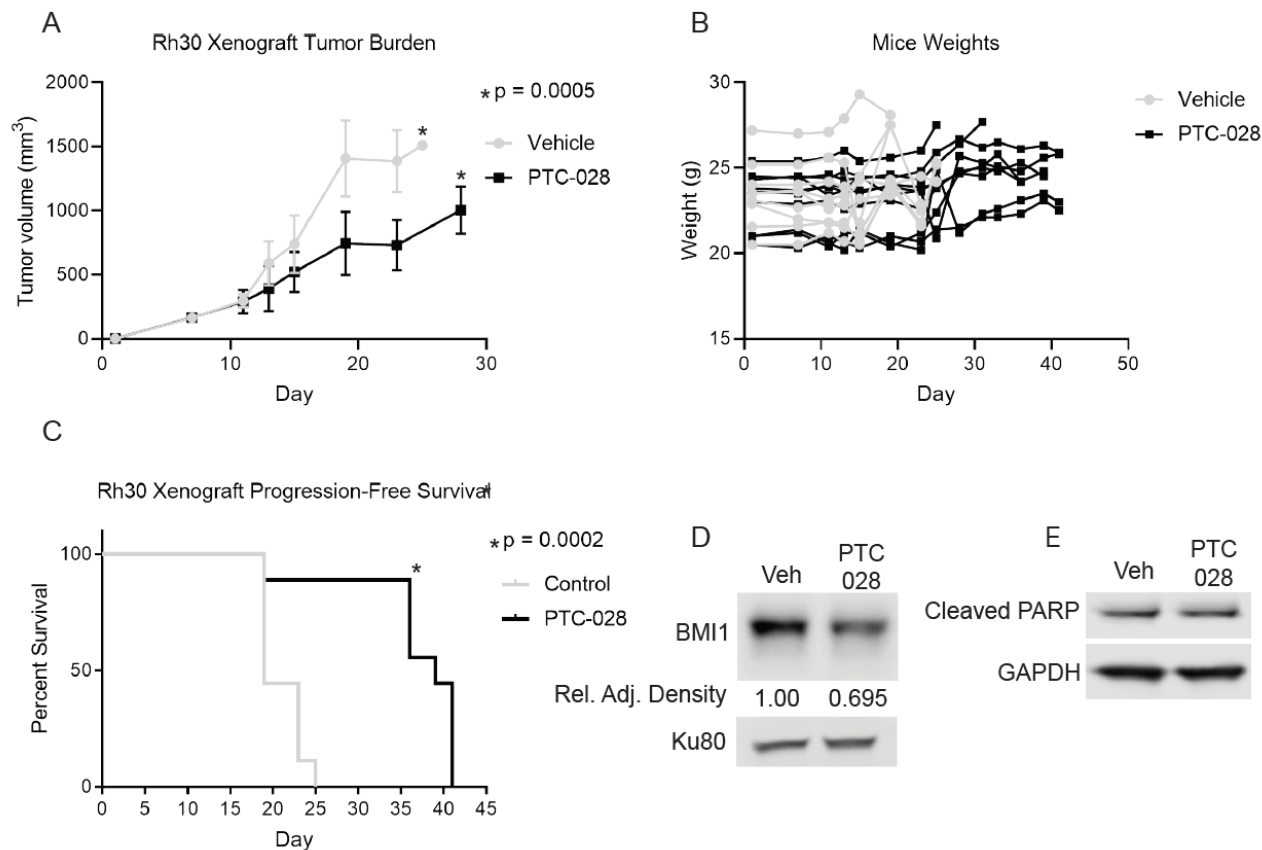 A
Rh30 Xenograft Tumor Burden
2000
1500
1000
500
0
Tumor volume (mm³)
0 10 20 30
Day
* p = 0.0005
Vehicle
PTC-028
*
*
B
Mice Weights
30
25
20
15
Weight (g)
0 10 20 30 40 50
Day
Vehicle
PTC-028
C
Rh30 Xenograft Progression-Free Survival*
100
50
0
Percent Survival
0 5 10 15 20 25 30 35 40 45
Day
*
* p = 0.0002
Control
PTC-028
D
Veh
PTC
028
BMI1
Rel. Adj. Density 1.00 0.695
Ku80
E
Veh
PTC
028
Cleaved PARP
GAPDH